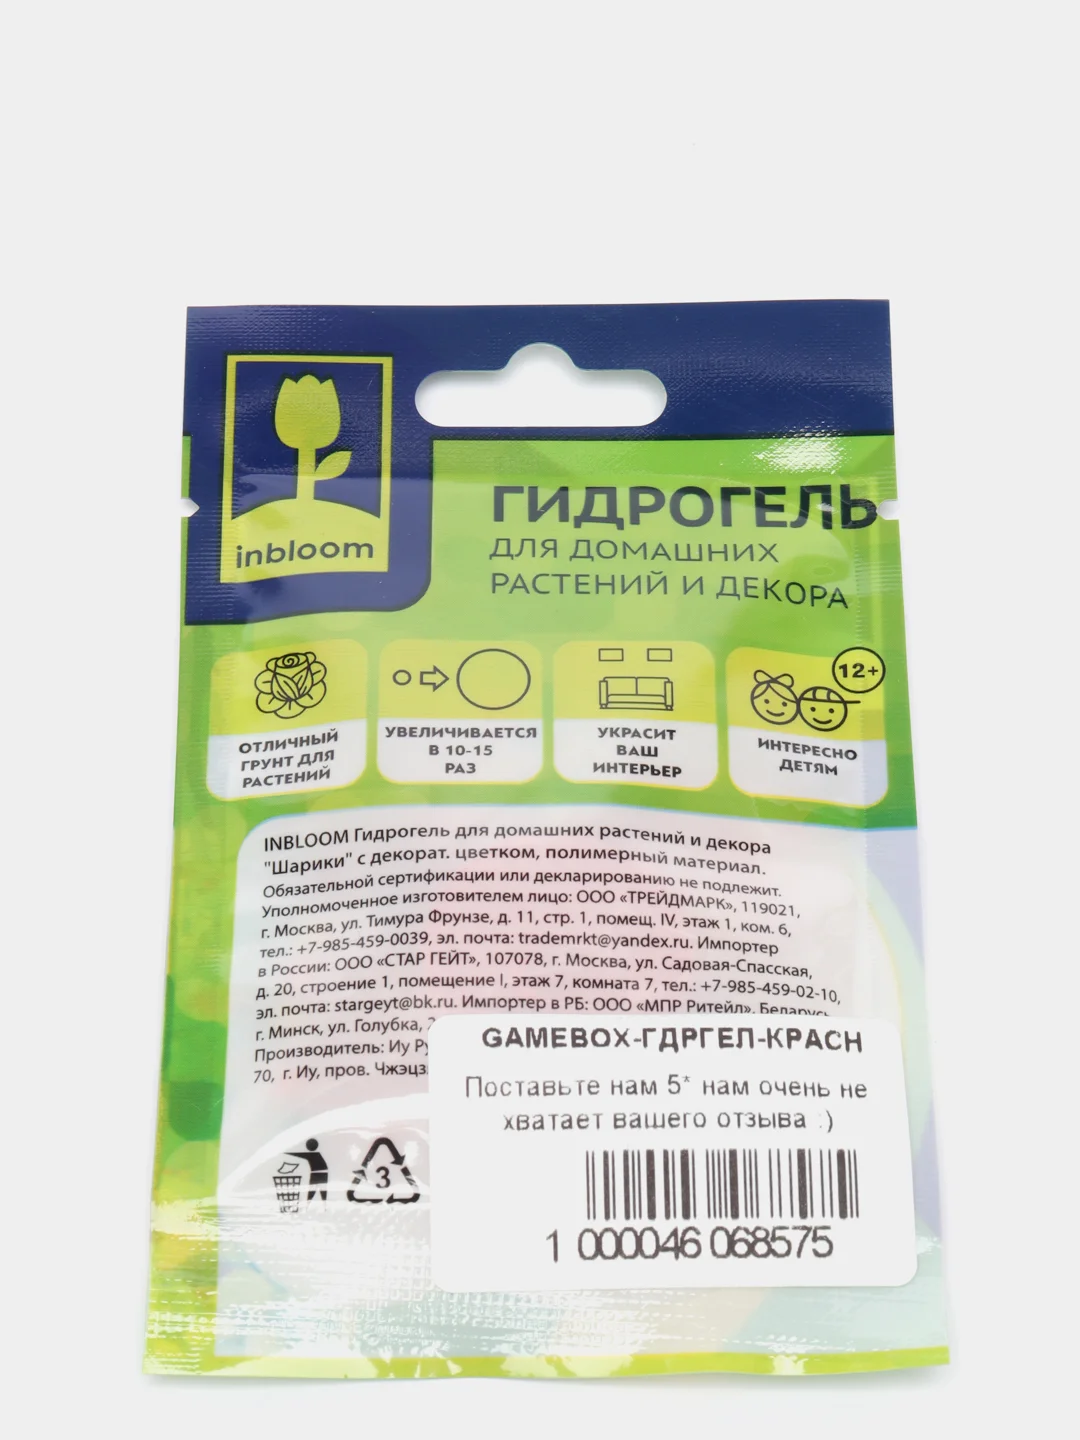 inbloom
ГИДРОГЕЛЬ
ДЛЯ ДОМАШНИХ
РАСТЕНИЙ И ДЕКОРА
ОТЛИЧНЫЙ
ГРУНТ ДЛЯ
РАСТЕНИЙ
УВЕЛИЧИВАЕТСЯ
В 10-15
РАЗ
УКРАСИТ
ВАШ
ИНТЕРЬЕР
12+
ИНТЕРЕСНО
ДЕТЯМ
INBLOOM Гидрогель для домашних растений и декора
"Шарики" с декорат. цветком, полимерный материал.
Обязательной сертификации или декларированию не подлежит.
Уполномоченное изготовителем лицо: ООО «ТРЕЙДМАРК», 119021,
г. Москва, ул. Тимура Фрунзе, д. 11, стр. 1, помещ. IV, этаж 1, ком. 6,
тел.: +7-985-459-0039, эл. почта: trademrkt@yandex.ru. Импортер
в России: ООО «СТАР ГЕЙТ», 107078, г. Москва, ул. Садовая-Спасская,
д. 20, строение 1, помещение I, этаж 7, комната 7, тел.: +7-985-459-02-10,
эл. почта: stargeyt@bk.ru. Импортер в РБ: ООО «МПР Ритейл», Беларусь,
г. Минск, ул. Голубка,
Производитель: Иу
70, г. Иу, пров. Чжэцз
GAMEBOX-ГДРГЕЛ-КРАСН
Поставьте нам 5* нам очень не
хватает вашего отзыва :)
1 000046 068575
3